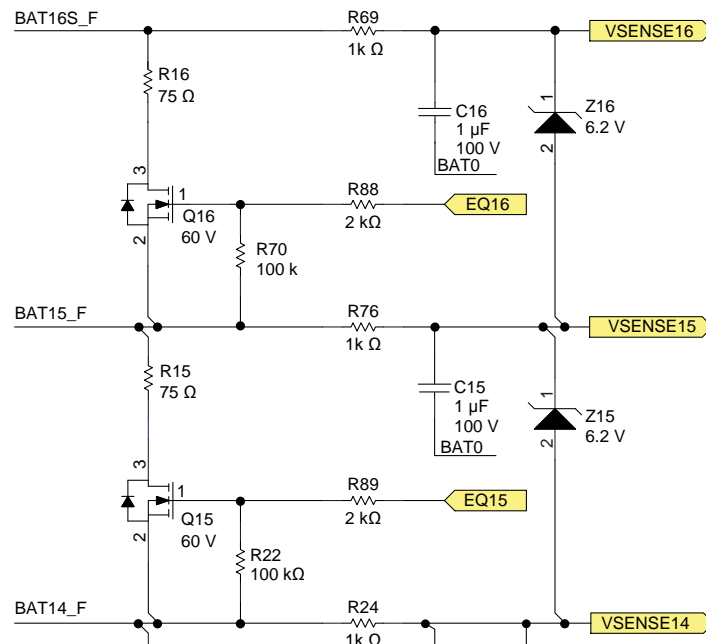 BAT16S_F
R69
1k Ω
VSENSE16
R16
75 Ω
C16
1 µF
100 V
BAT0
1
Z16
6.2 V
2
3
1
Q16
60 V
2
R88
2 kΩ
EQ16
R70
100 k
BAT15_F
R76
1k Ω
VSENSE15
R15
75 Ω
C15
1 µF
100 V
BAT0
1
Z15
6.2 V
2
3
1
Q15
60 V
2
R89
2 kΩ
EQ15
R22
100 kΩ
BAT14_F
R24
1k Ω
VSENSE14